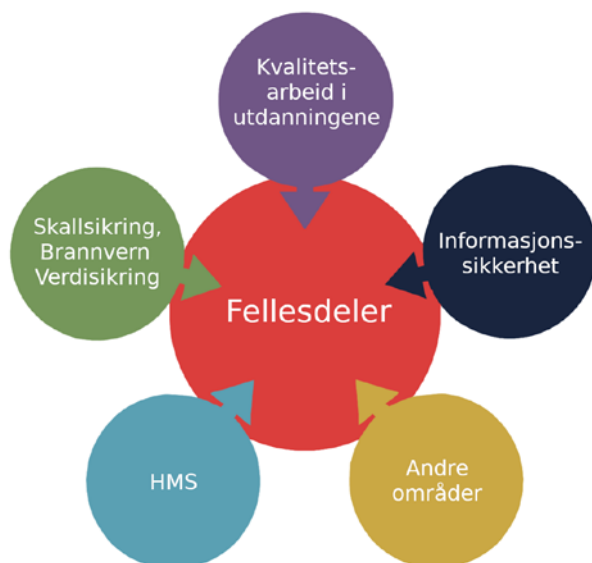 Kvalitets-
arbeid i
utdanningene
Skallsikring,
Brannvern
Verdisikring
Informasjons-
sikkerhet
Fellesdeler
HMS
Andre
områder